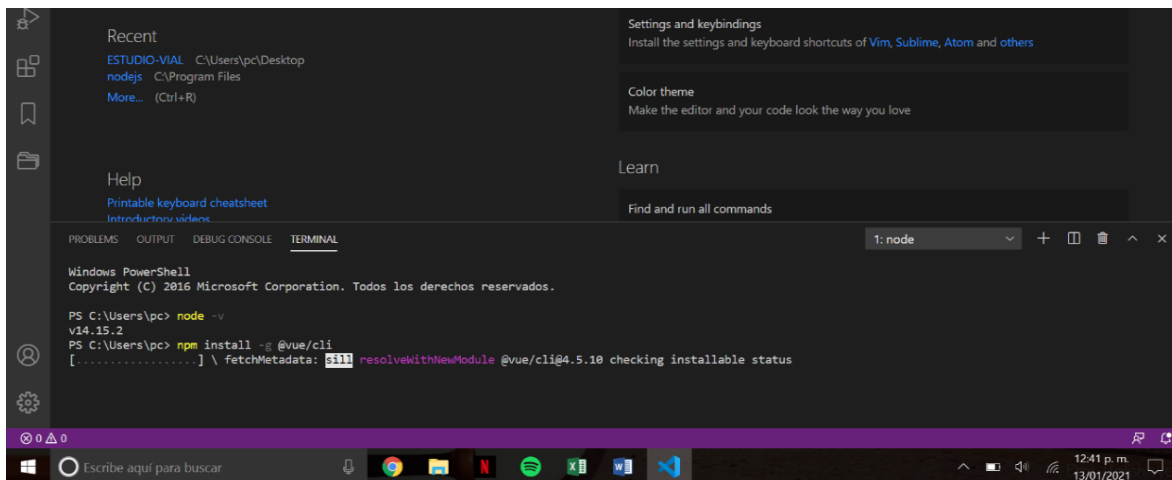 Recent
ESTUDIO-VIAL C:\Users\pc\Desktop
nodejs C:\Program Files
More... (Ctrl+R)
Help
Printable keyboard cheatsheet
Introductory videos
Settings and keybindings
Install the settings and keyboard shortcuts of Vim, Sublime, Atom and others
Color theme
Make the editor and your code look the way you love
Learn
Find and run all commands
PROBLEMS OUTPUT DEBUG CONSOLE TERMINAL 1: node
Windows PowerShell
Copyright (C) 2016 Microsoft Corporation. Todos los derechos reservados.
PS C:\Users\pc> node -v
v14.15.2
PS C:\Users\pc> npm install -g @vue/cli
[..................] \ fetchMetadata: sill resolveWithNewModule @vue/cli@4.5.10 checking installable status
0 0
Escribe aquí para buscar
N
12:41 p. m.
13/01/2021